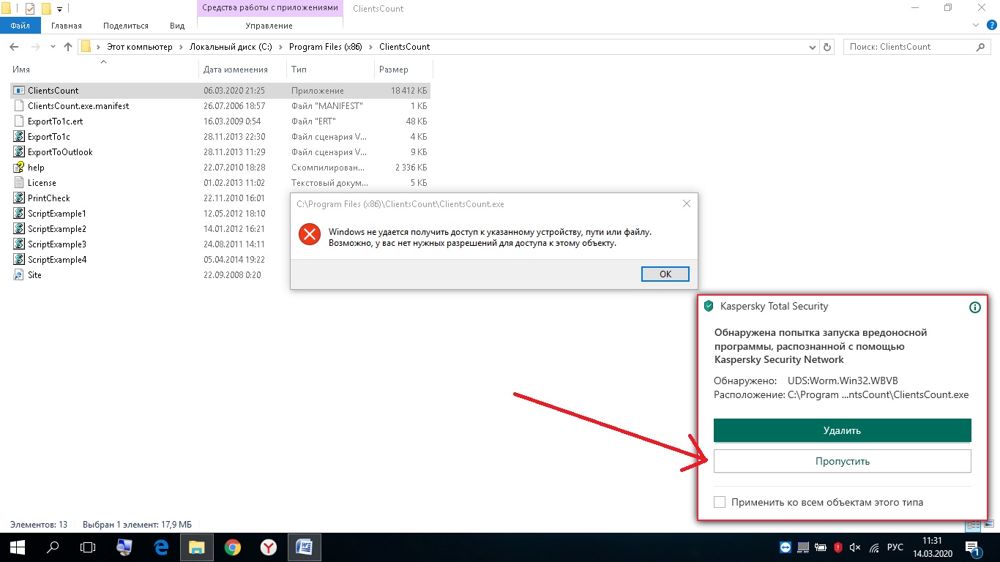 Средства работы с приложениями
ClientsCount
Файл
Главная
Поделиться
Вид
Управление
Этот компьютер
Локальный диск (C:)
Program Files (x86)
ClientsCount
Поиск: ClientsCount
Имя
Дата изменения
Тип
Размер
ClientsCount 06.03.2020 21:25 Приложение 18 412 КБ
ClientsCount.exe.manifest 26.07.2006 18:57 Файл "MANIFEST" 1 КБ
ExportTo1c.ert 16.03.2009 0:54 Файл "ERT" 48 КБ
ExportTo1c 28.11.2013 22:30 Файл сценария V... 4 КБ
ExportToOutlook 28.11.2013 11:29 Файл сценария V... 9 КБ
help 22.07.2010 18:28 Скомпилирован... 2 336 КБ
License 01.02.2013 11:02 Текстовый докум... 5 КБ
PrintCheck 22.11.2010 16:01
ScriptExample1 12.05.2012 18:10
ScriptExample2 14.01.2012 16:21
ScriptExample3 24.08.2011 14:11
ScriptExample4 05.04.2014 19:22
Site 22.09.2008 0:20
C:\Program Files (x86)\ClientsCount\ClientsCount.exe
Windows не удается получить доступ к указанному устройству, пути или файлу.
Возможно, у вас нет нужных разрешений для доступа к этому объекту.
OK
Kaspersky Total Security
Обнаружена попытка запуска вредоносной
программы, распознанной с помощью
Kaspersky Security Network
Обнаружено: UDS:Worm.Win32.WBVB
Расположение: C:\Program ...ntsCount\ClientsCount.exe
Удалить
Пропустить
Применить ко всем объектам этого типа
Элементов: 13
Выбран 1 элемент: 17,9 МБ
РУС
11:31
14.03.2020
1